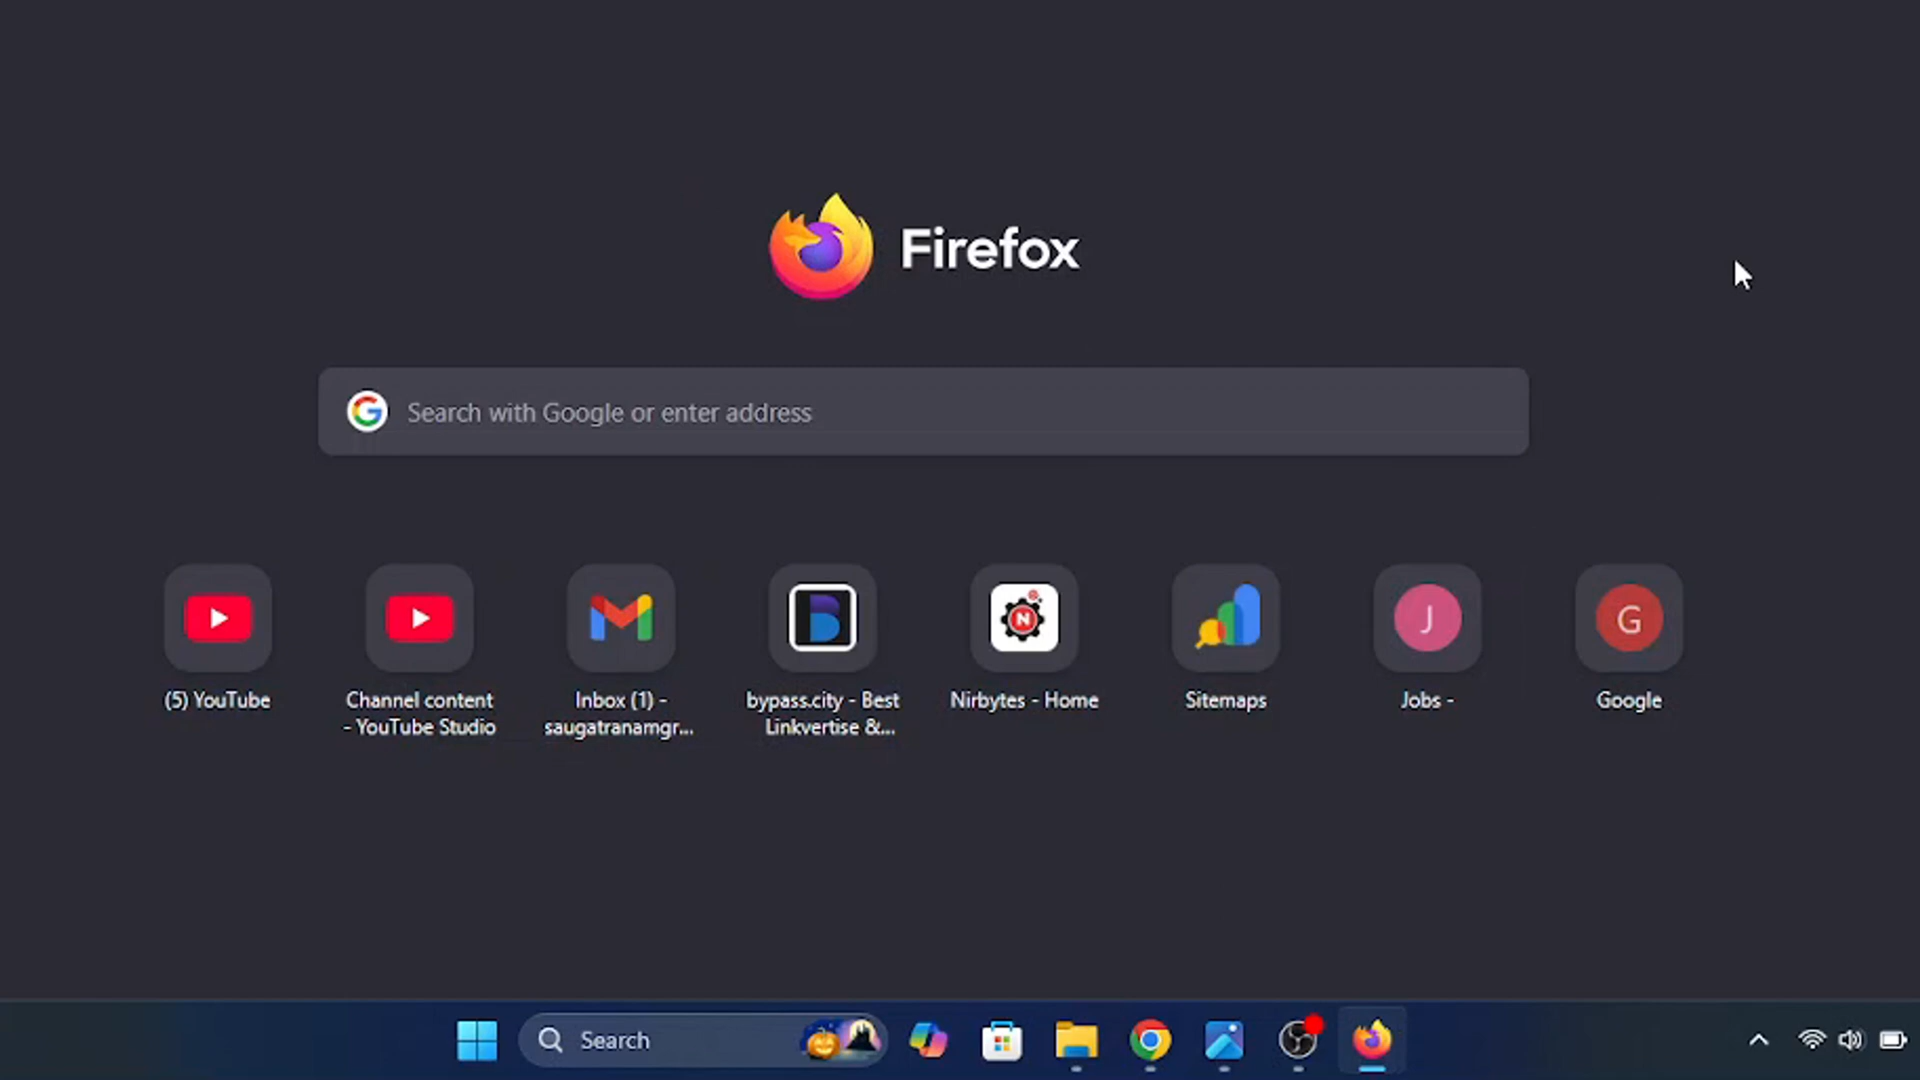 Firefox
Search with Google or enter address
(5) YouTube
Channel content
- YouTube Studio
Inbox (1) -
saugatranamgr...
bypass.city - Best
Linkvertise &...
N
Nirbytes - Home
Sitemaps
J
Jobs -
G
Google
Search